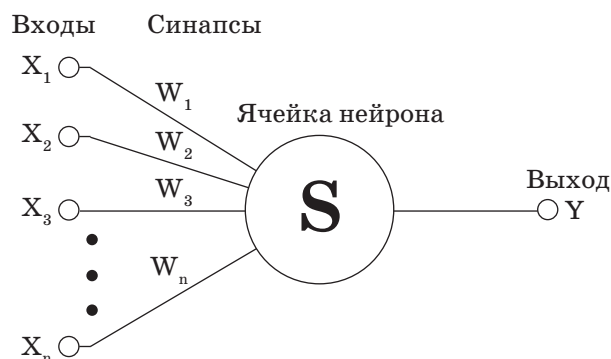 Входы Синапсы
X₁
W₁
Ячейка нейрона
X₂
W₂
Выход
W₃
X₃
S
Y
Wₙ
Xₙ